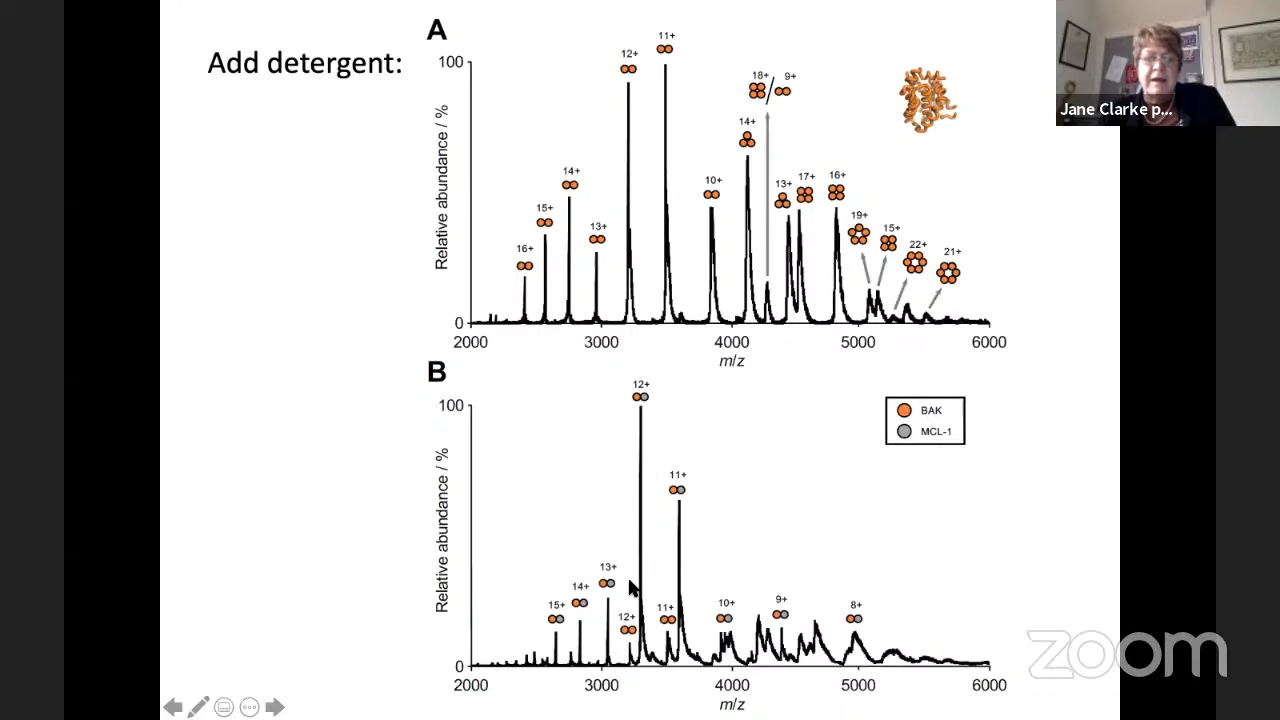 Add detergent:
A
Relative abundance / %
100
0
16+
15+
14+
13+
12+
11+
10+
14+
18+ / 9+
13+
17+
16+
19+
15+
22+
21+
2000 3000 4000 5000 6000
m/z
B
Relative abundance / %
100
0
15+
14+
13+
12+
12+
11+
11+
10+
9+
8+
BAK
MCL-1
2000 3000 4000 5000 6000
m/z
Jane Clarke p...
zoom